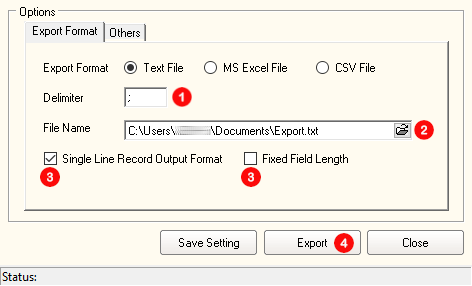 Options
Export Format Others
Export Format Text File MS Excel File CSV File
Delimiter ; 1
File Name C:\Users\ \Documents\Export.txt 2
Single Line Record Output Format Fixed Field Length
3 3
Save Setting Export 4 Close
Status: